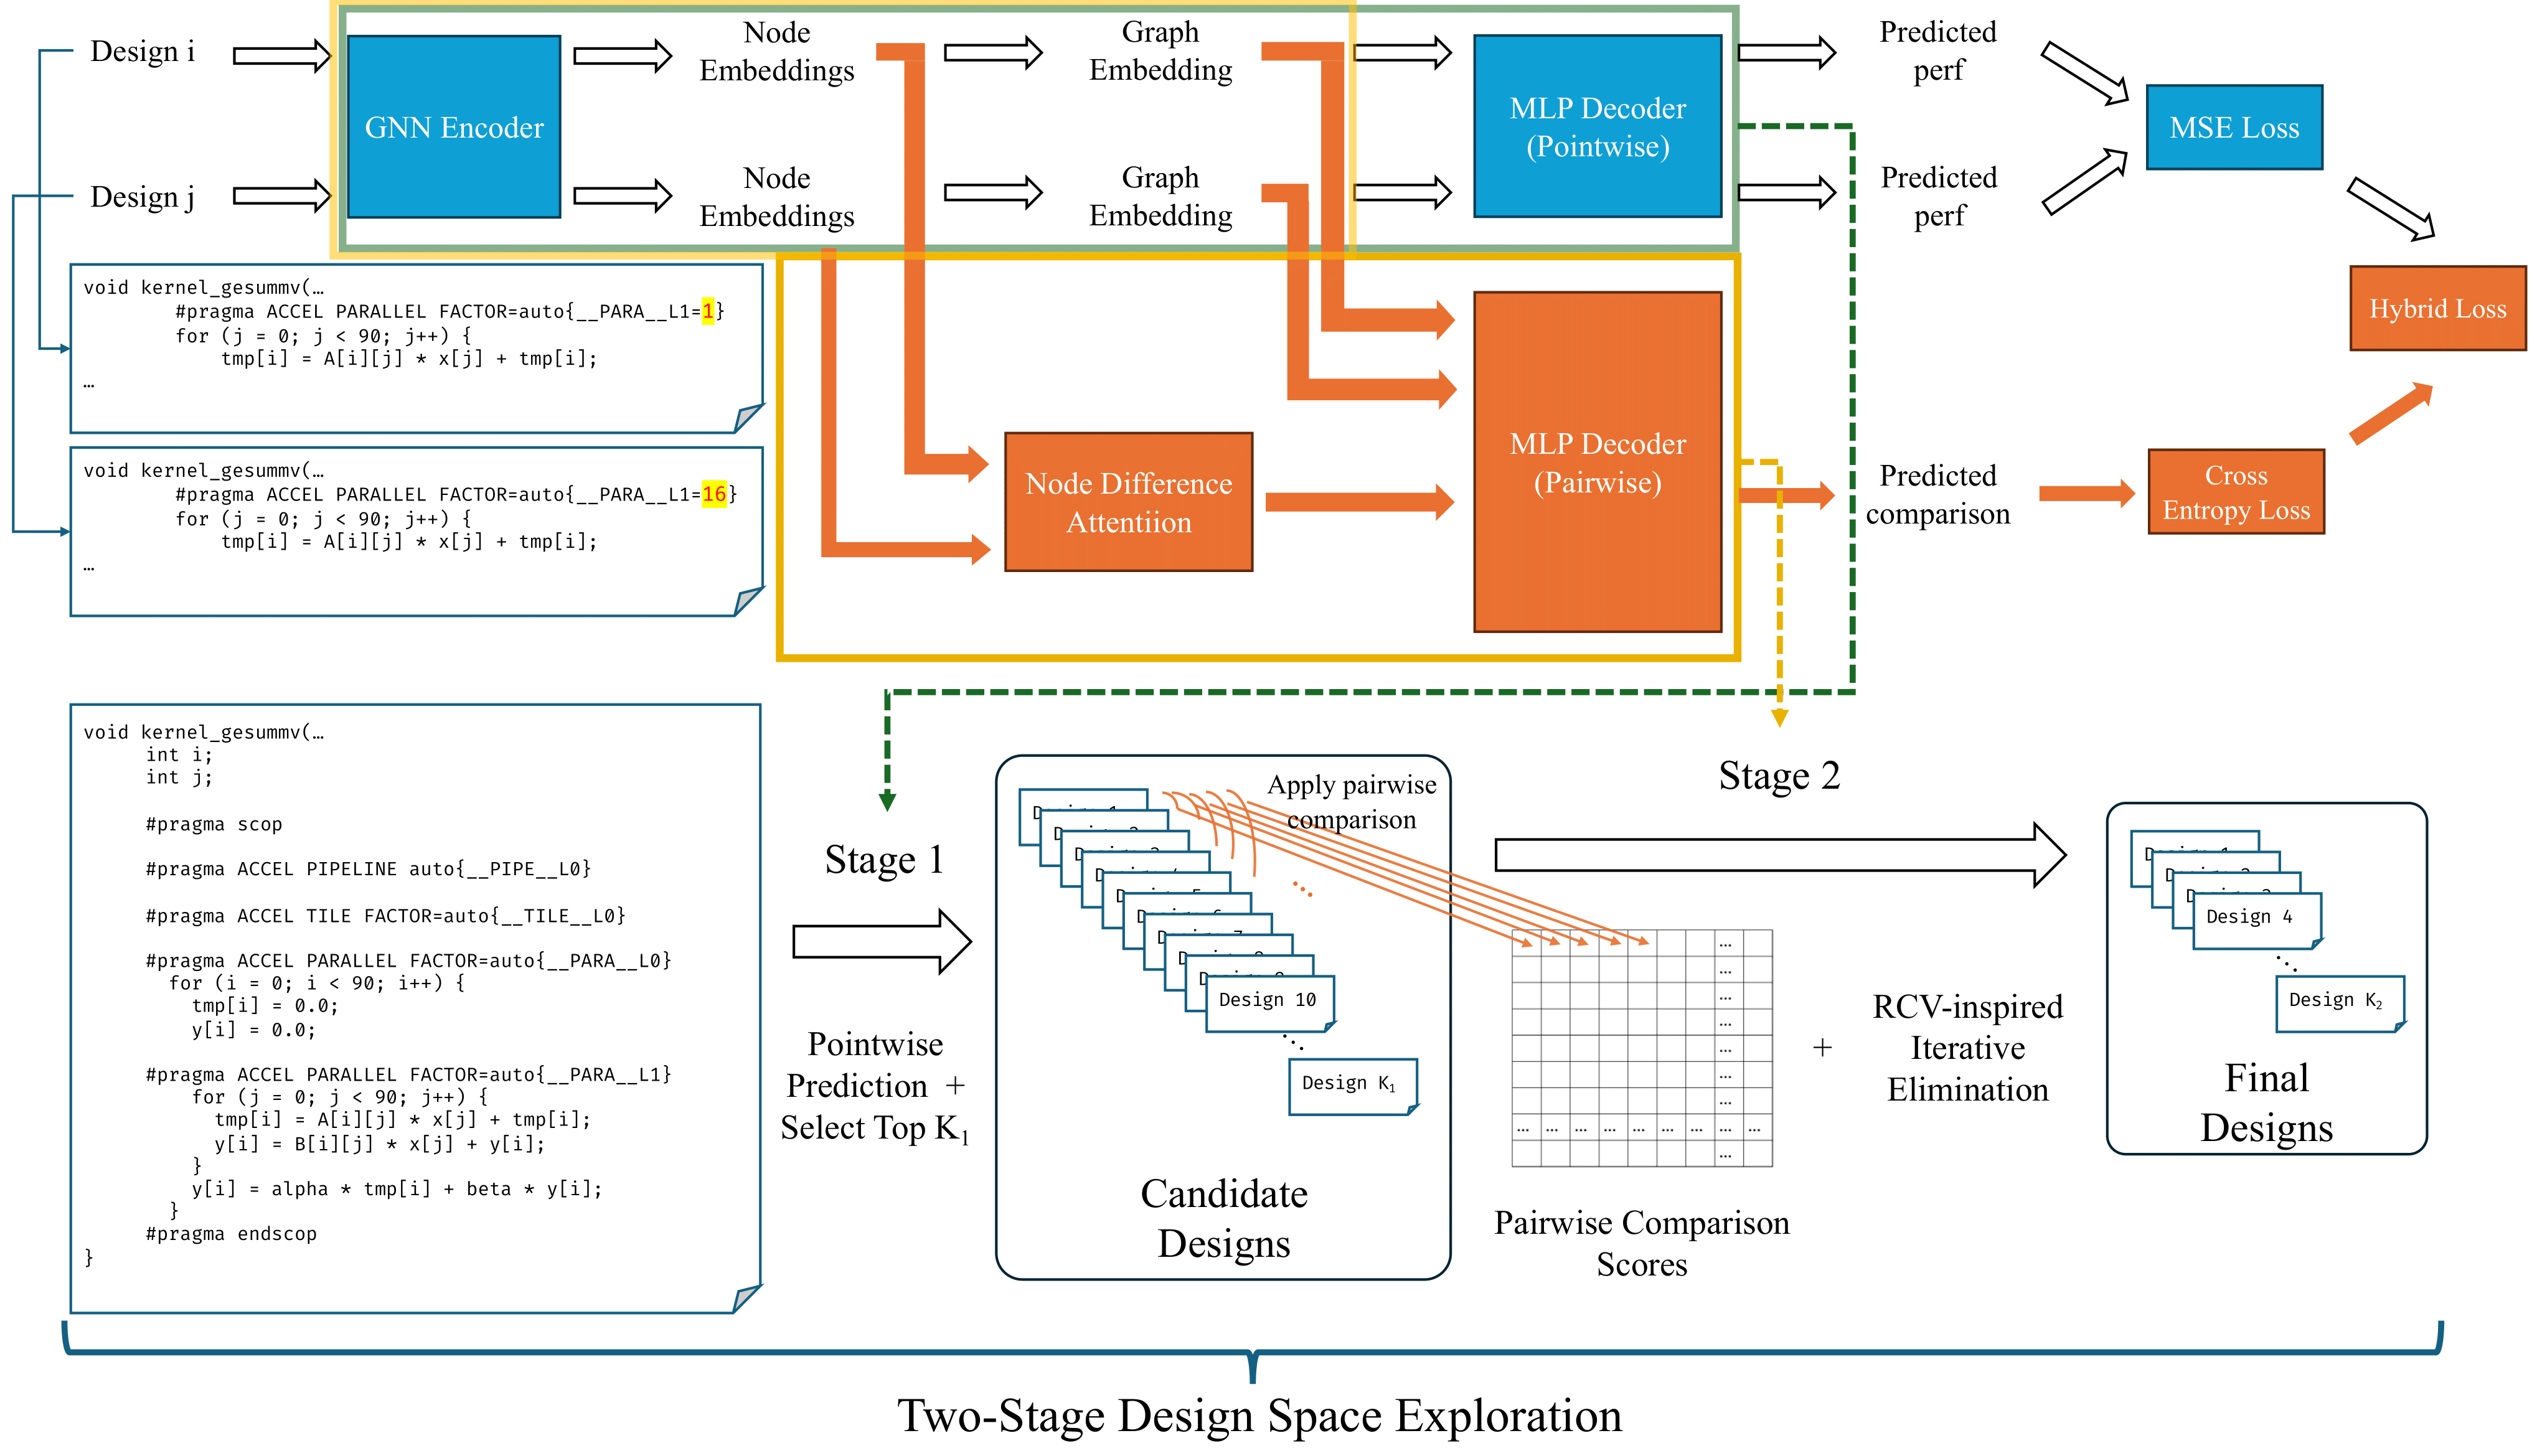 Design i
GNN Encoder
Node
Embeddings
Graph
Embedding
MLP Decoder
(Pointwise)
Predicted
perf
MSE Loss
Design j
Node
Embeddings
Graph
Embedding
Predicted
perf
Hybrid Loss
void kernel_gesummv(…
#pragma ACCEL PARALLEL FACTOR=auto{__PARA__L1=1}
for (j = 0; j < 90; j++) {
tmp[i] = A[i][j] * x[j] + tmp[i];
…
void kernel_gesummv(…
#pragma ACCEL PARALLEL FACTOR=auto{__PARA__L1=16}
for (j = 0; j < 90; j++) {
tmp[i] = A[i][j] * x[j] + tmp[i];
…
Node Difference
Attentiion
MLP Decoder
(Pairwise)
Predicted
comparison
Cross
Entropy Loss
void kernel_gesummv(…
int i;
int j;
#pragma scop
#pragma ACCEL PIPELINE auto{__PIPE__L0}
#pragma ACCEL TILE FACTOR=auto{__TILE__L0}
#pragma ACCEL PARALLEL FACTOR=auto{__PARA__L0}
for (i = 0; i < 90; i++) {
tmp[i] = 0.0;
y[i] = 0.0;
#pragma ACCEL PARALLEL FACTOR=auto{__PARA__L1}
for (j = 0; j < 90; j++) {
tmp[i] = A[i][j] * x[j] + tmp[i];
y[i] = B[i][j] * x[j] + y[i];
}
y[i] = alpha * tmp[i] + beta * y[i];
}
#pragma endscop
}
Stage 1
Pointwise
Prediction +
Select Top K₁
Apply pairwise
comparison
Design 10
Design K₁
Candidate
Designs
Stage 2
Pairwise Comparison
Scores
+
RCV-inspired
Iterative
Elimination
Design 4
Design K₂
Final
Designs
Two-Stage Design Space Exploration